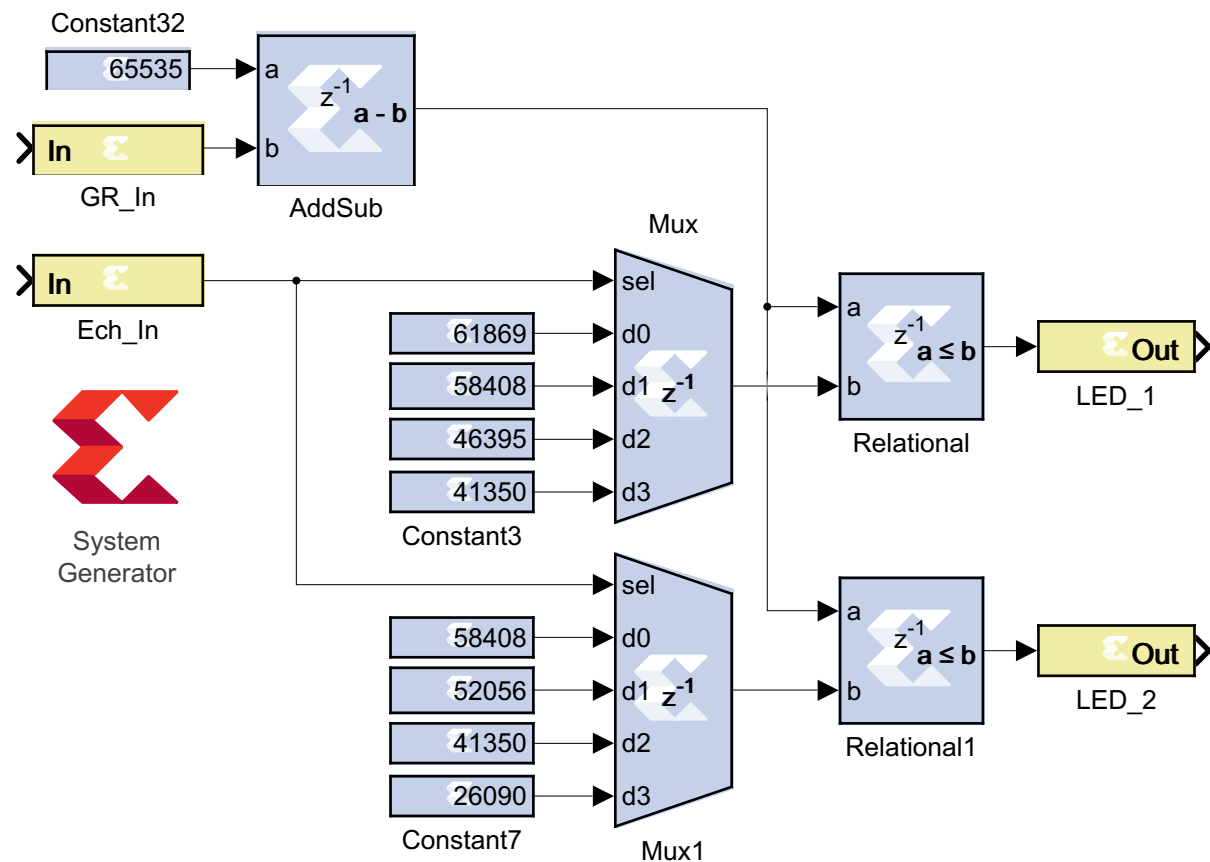 Constant32
65535
a
z-1
a - b
b
AddSub
In
GR_In
In
Ech_In
System
Generator
Mux
sel
61869
d0
58408
d1
z-1
46395
d2
41350
d3
Constant3
a
z-1
a ≤ b
b
Relational
Out
LED_1
sel
58408
d0
52056
d1
z-1
41350
d2
26090
d3
Constant7
Mux1
a
z-1
a ≤ b
b
Relational1
Out
LED_2